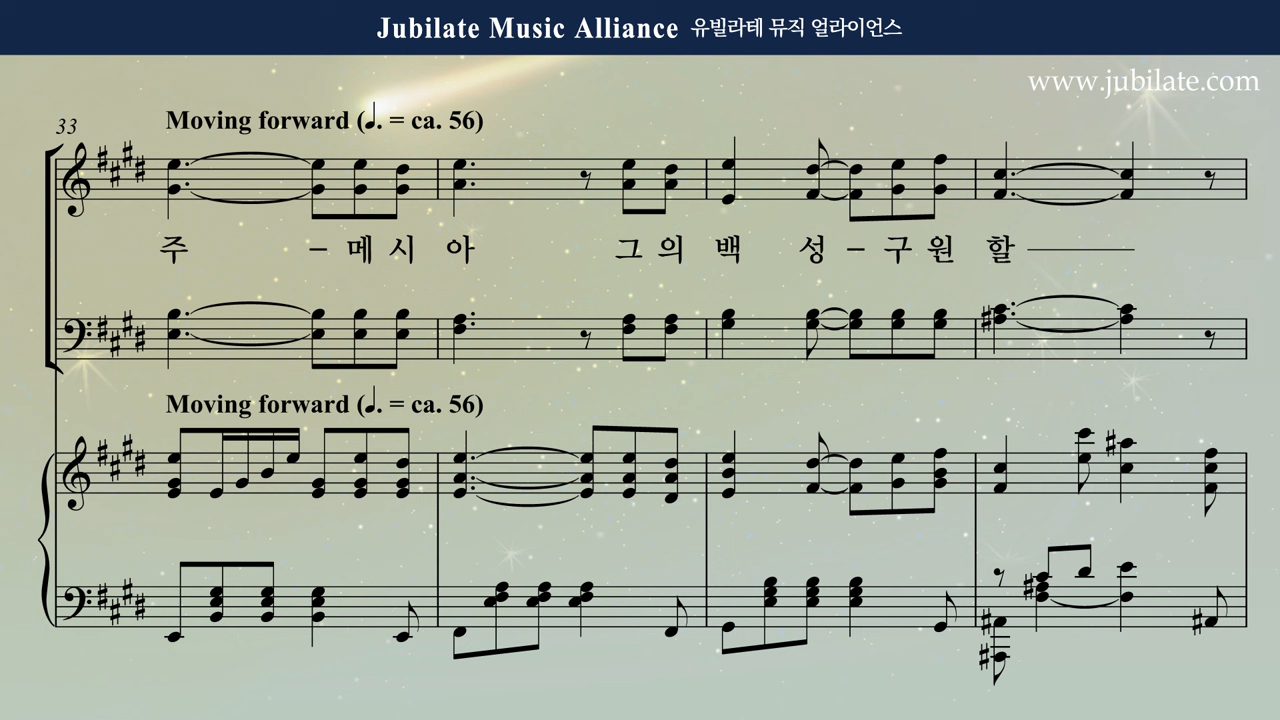 Jubilate Music Alliance 유빌라테 뮤직 얼라이언스
www.jubilate.com
Moving forward (♩. = ca. 56)
33
주 – 메 시 아 그 의 백 성 – 구 원 할
Moving forward (♩. = ca. 56)